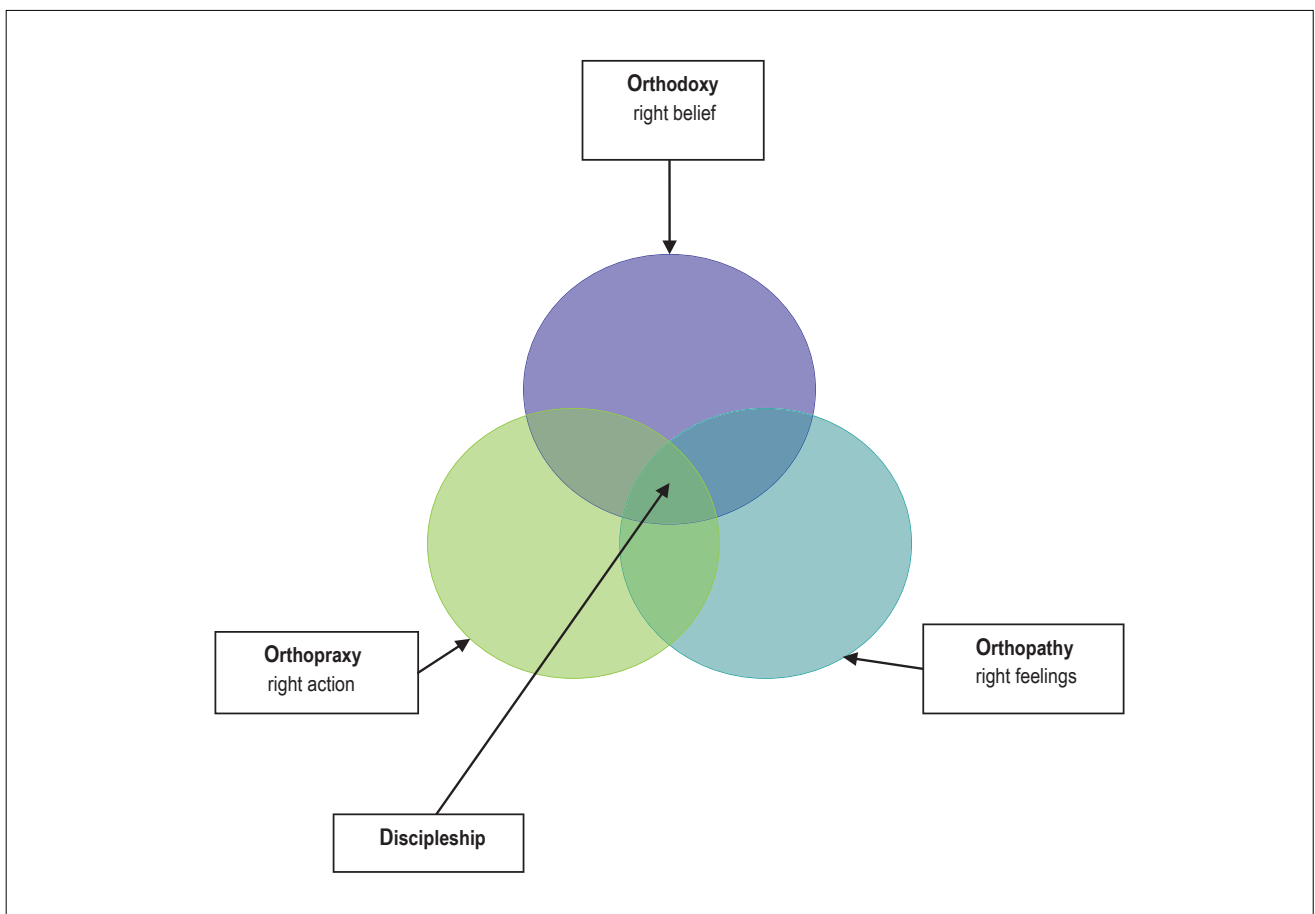 Orthodoxy
right belief
Orthopraxy
right action
Orthopathy
right feelings
Discipleship